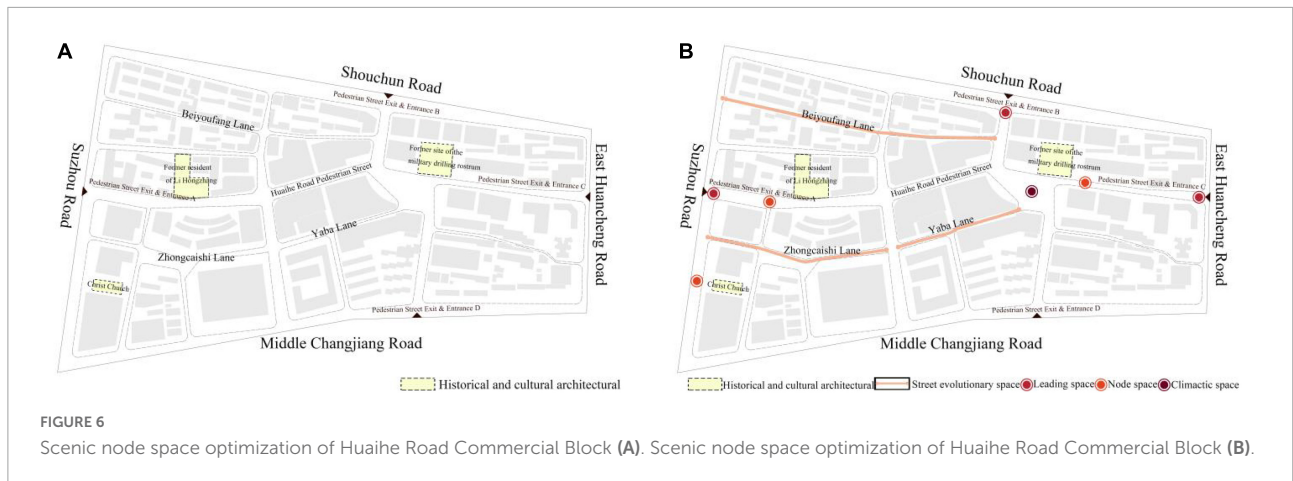 A
Shouchun Road
Pedestrian Street Exit & Entrance B
Beiyoufang Lane
Former site of the
military drilling rostrum
Former resident
of Li Hongzhang
Huaihe Road Pedestrian Street
Pedestrian Street Exit & Entrance C
Suzhou Road
Pedestrian Street Exit & Entrance A
East Huancheng Road
Yaba Lane
Zhongcaishi Lane
Christ Church
Pedestrian Street Exit & Entrance D
Middle Changjiang Road
Historical and cultural architectural
B
Shouchun Road
Pedestrian Street Exit & Entrance B
Beiyoufang Lane
Former site of the
military drilling rostrum
Former resident
of Li Hongzhang
Huaihe Road Pedestrian Street
Pedestrian Street Exit & Entrance C
Suzhou Road
Pedestrian Street Exit & Entrance A
East Huancheng Road
Yaba Lane
Zhongcaishi Lane
Christ Church
Pedestrian Street Exit & Entrance D
Middle Changjiang Road
Historical and cultural architectural
Street evolutionary space
Leading space
Node space
Climactic space
FIGURE 6
Scenic node space optimization of Huaihe Road Commercial Block (A). Scenic node space optimization of Huaihe Road Commercial Block (B).